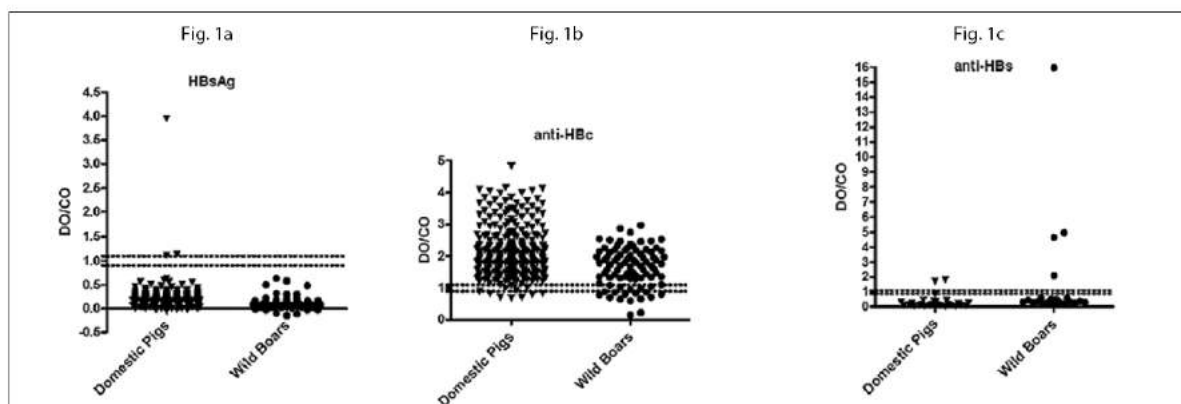 Fig. 1a
HBsAg
DO/CO
4.5
4.0
3.5
3.0
2.5
2.0
1.5
1.0
0.5
0.0
-0.5
Domestic Pigs
Wild Boars
Fig. 1b
anti-HBc
DO/CO
5
4
3
2
1
0
Domestic Pigs
Wild Boars
Fig. 1c
anti-HBs
DO/CO
16
15
14
13
12
11
10
9
8
7
6
5
4
3
2
1
0
Domestic Pigs
Wild Boars